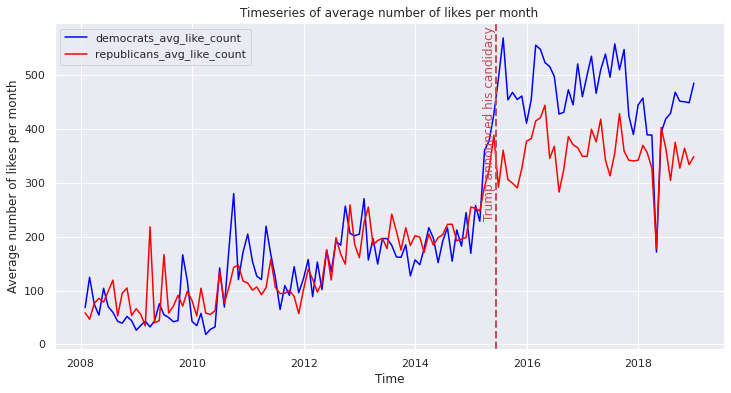 Timeseries of average number of likes per month
democrats_avg_like_count
republicans_avg_like_count
Trump announced his candidacy
Average number of likes per month
500
400
300
200
100
0
2008
2010
2012
2014
2016
2018
Time